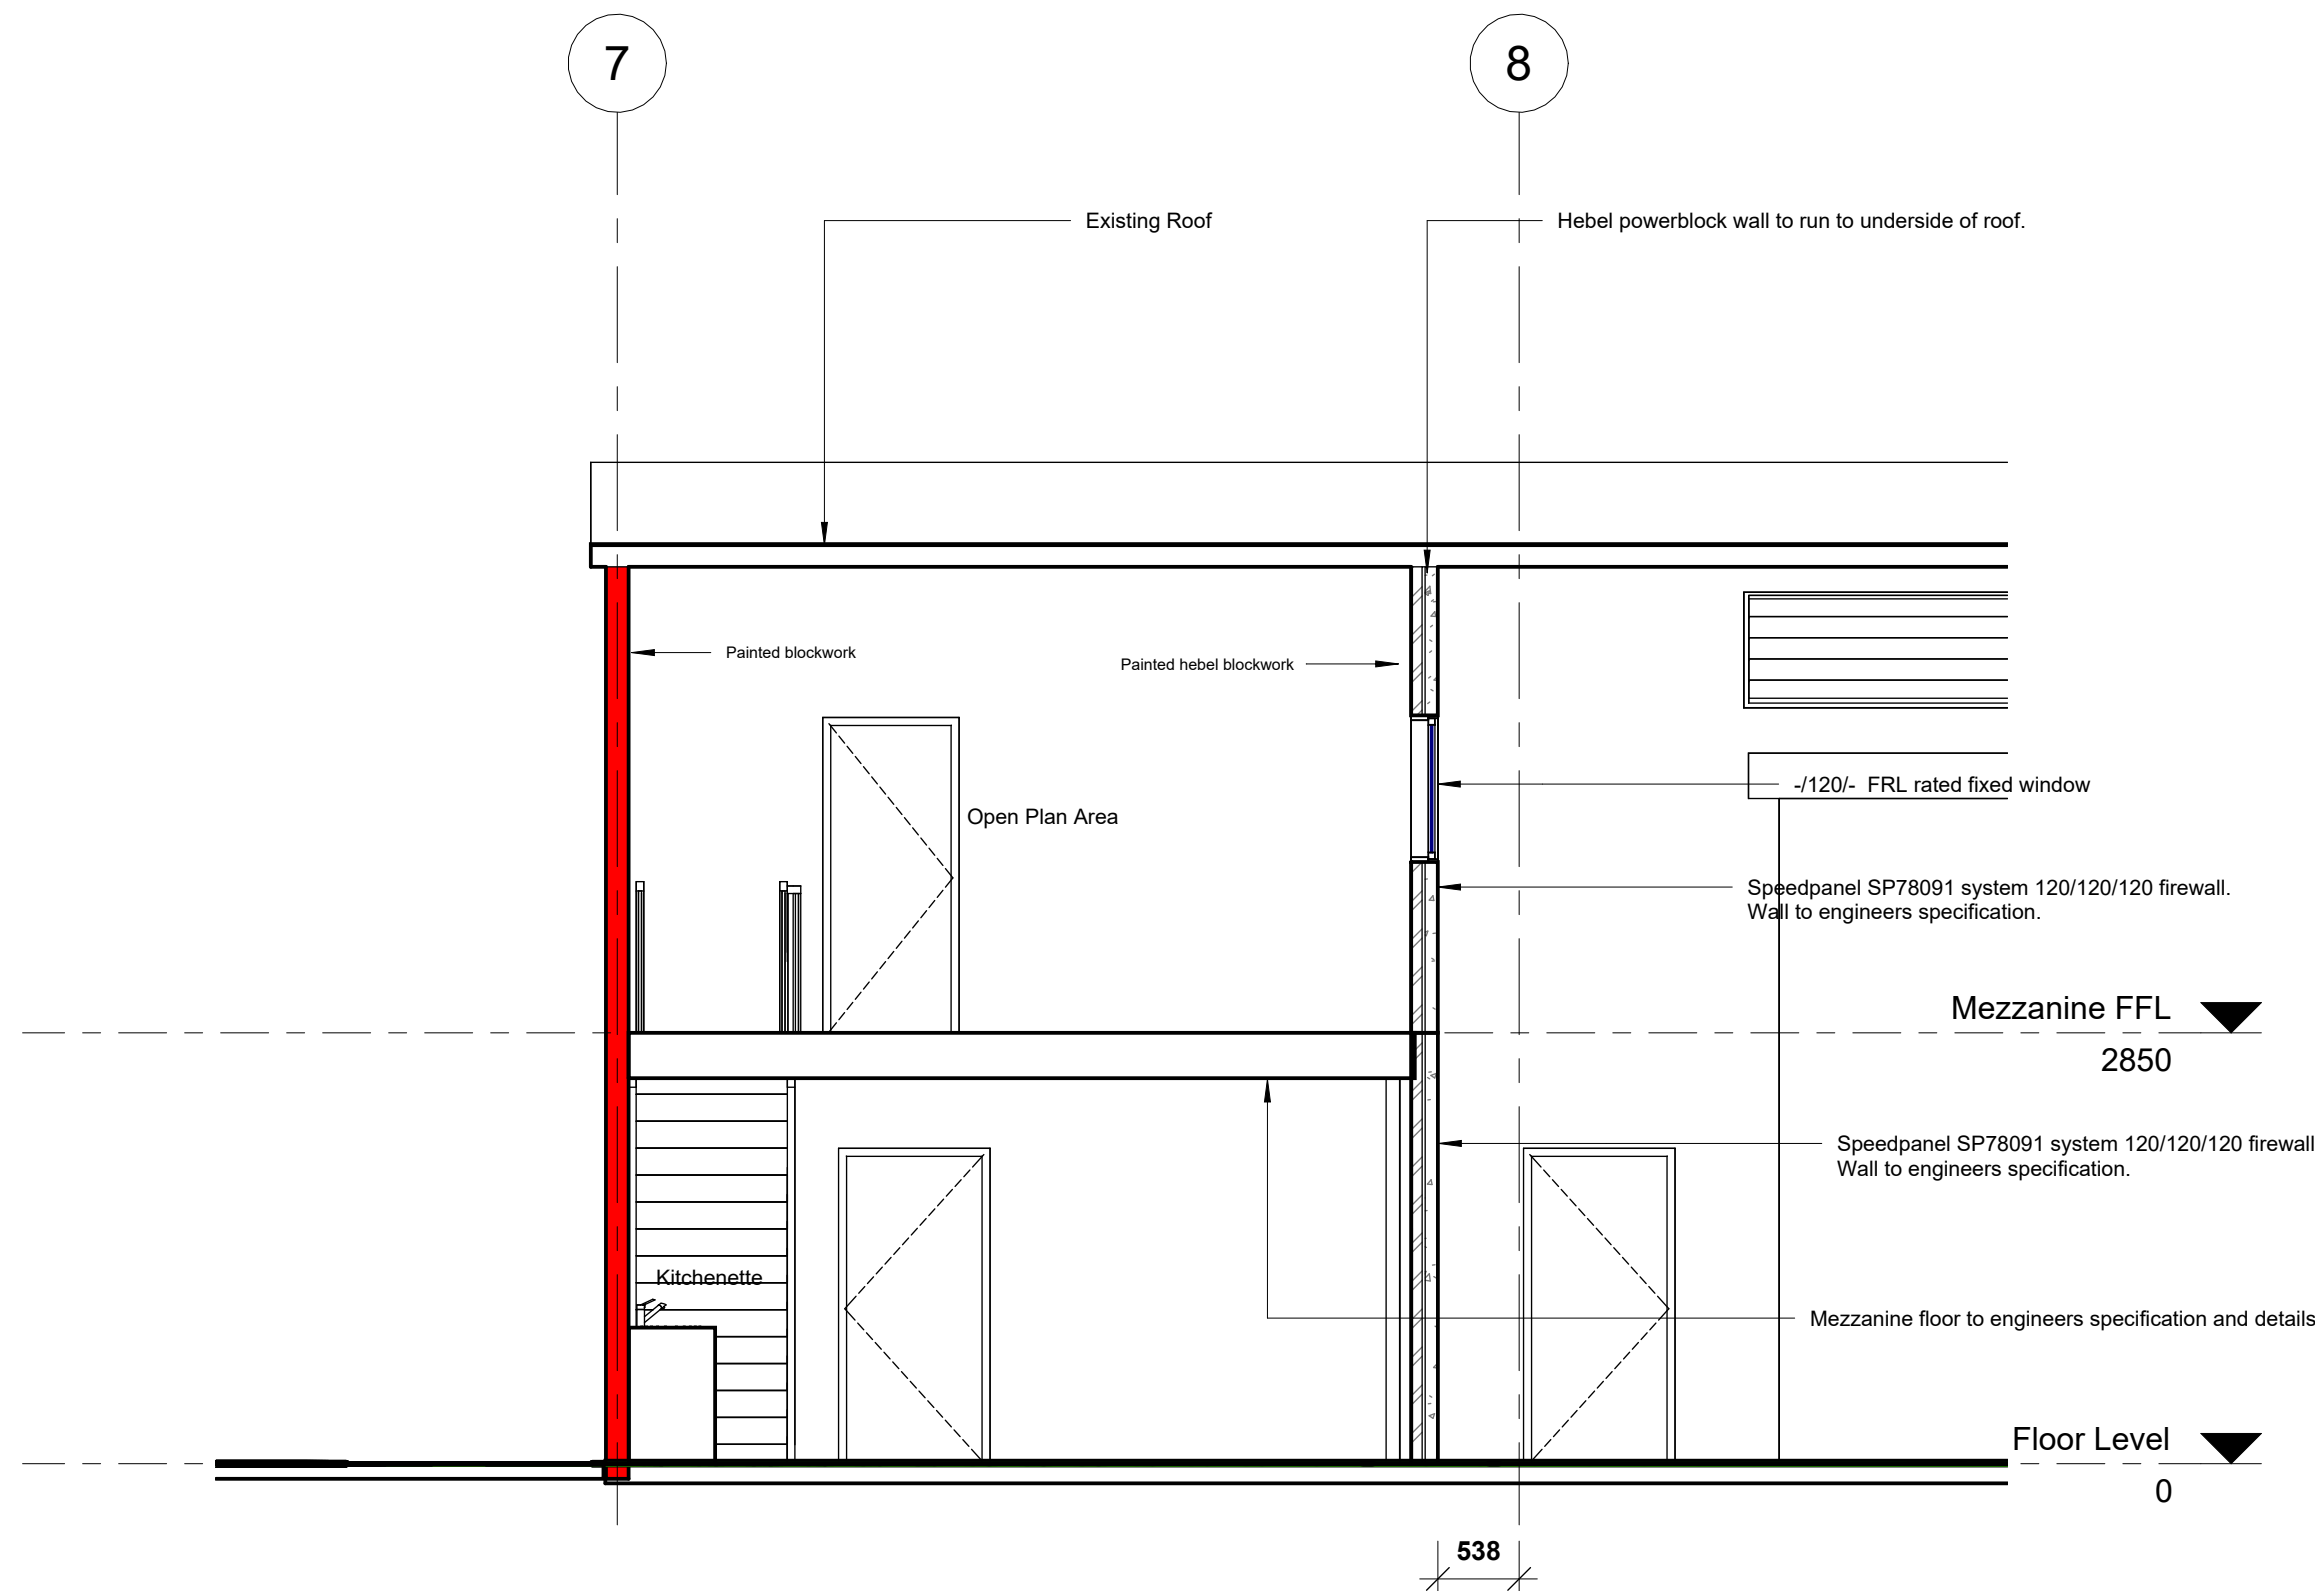 7
8
Existing Roof
Hebel powerblock wall to run to underside of roof.
Painted blockwork
Painted hebel blockwork
-/120/-  FRL rated fixed window
Open Plan Area
Speedpanel SP78091 system 120/120/120 firewall.
Wall to engineers specification.
Mezzanine FFL
2850
Speedpanel SP78091 system 120/120/120 firewall
Wall to engineers specification.
Kitchenette
Mezzanine floor to engineers specification and details
Floor Level
0
538